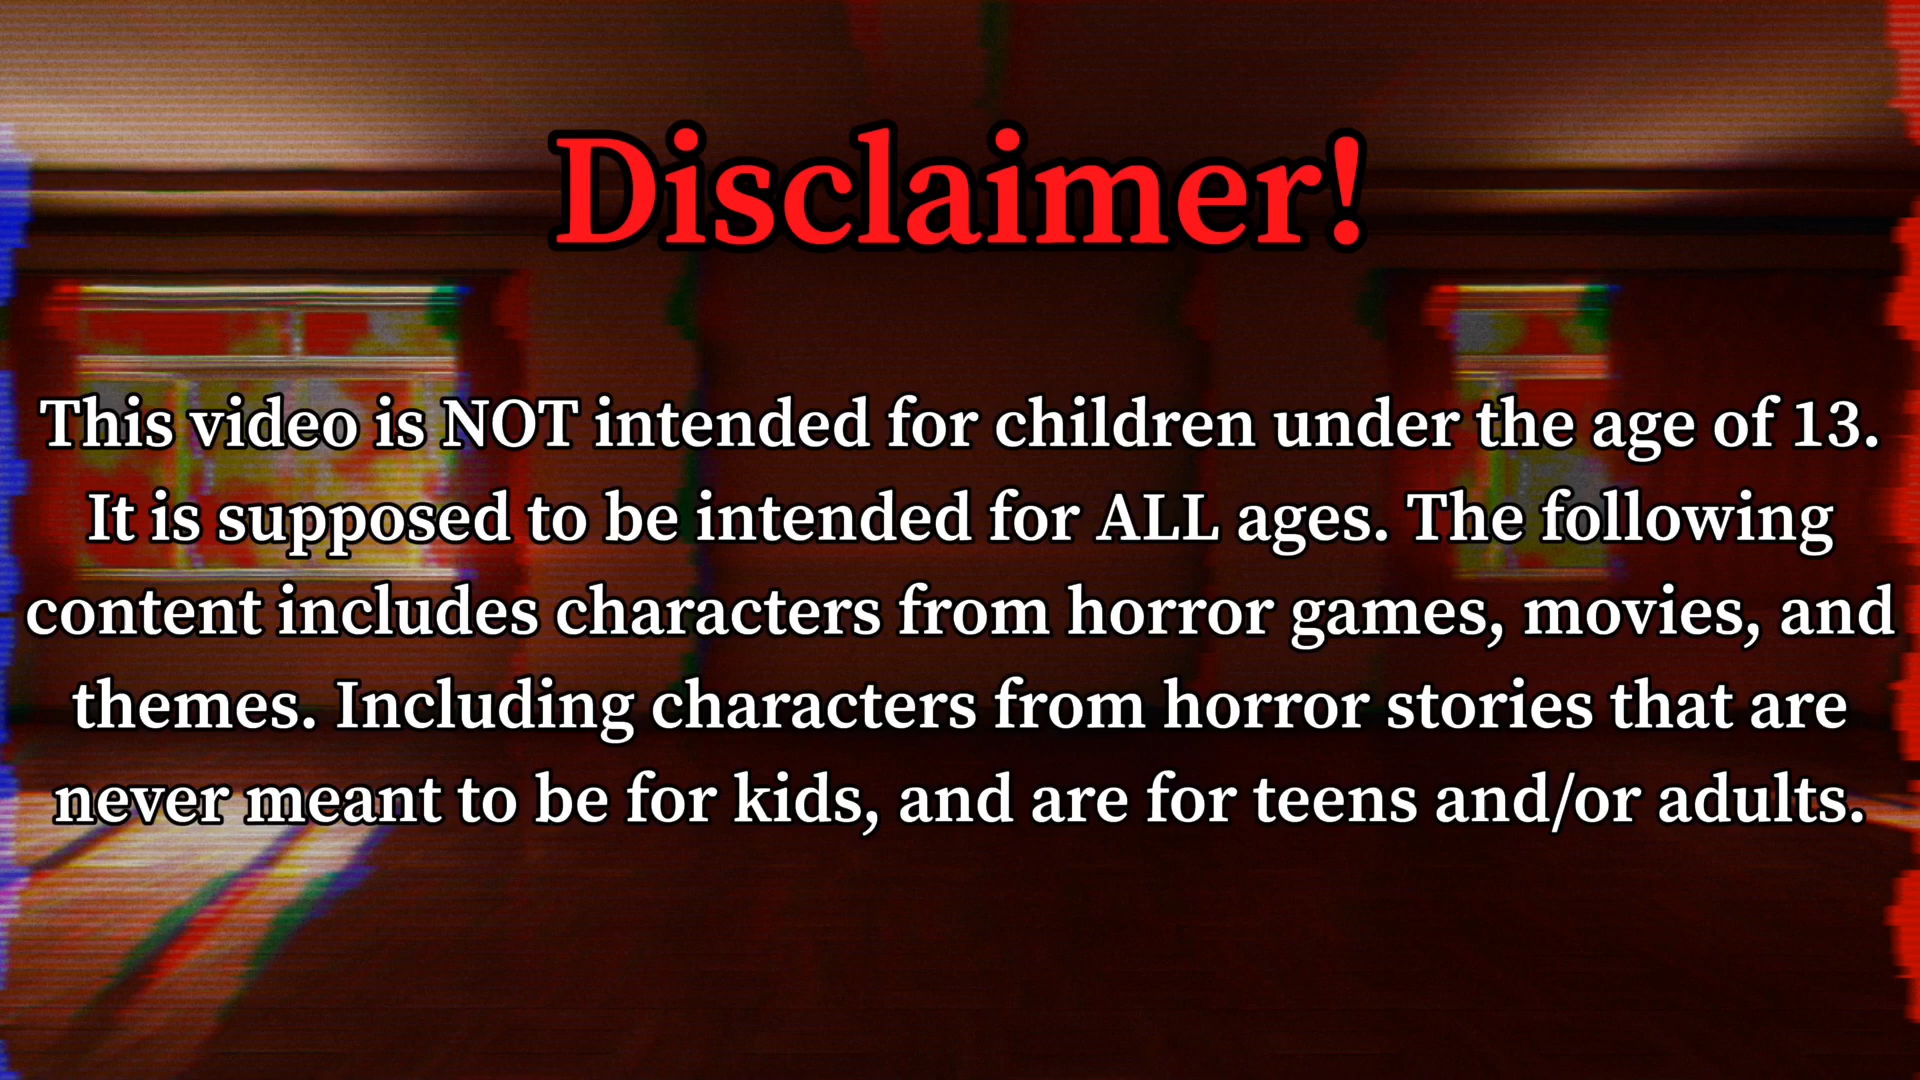 Disclaimer!
This video is NOT intended for children under the age of 13.
It is supposed to be intended for ALL ages. The following
content includes characters from horror games, movies, and
themes. Including characters from horror stories that are
never meant to be for kids, and are for teens and/or adults.